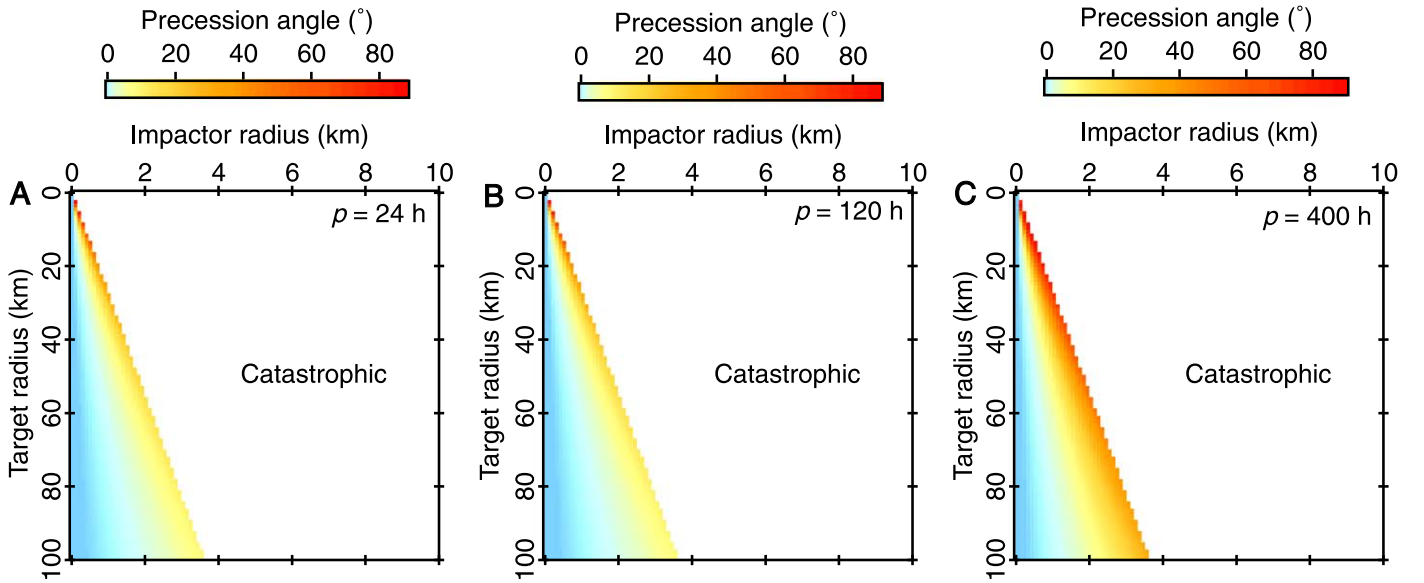 Precession angle (°)
0 20 40 60 80
Impactor radius (km)
0 2 4 6 8 10
A
p = 24 h
Target radius (km)
0 20 40 60 80 100
Catastrophic
Precession angle (°)
0 20 40 60 80
Impactor radius (km)
0 2 4 6 8 10
B
p = 120 h
Target radius (km)
0 20 40 60 80 100
Catastrophic
Precession angle (°)
0 20 40 60 80
Impactor radius (km)
0 2 4 6 8 10
C
p = 400 h
Target radius (km)
0 20 40 60 80 100
Catastrophic